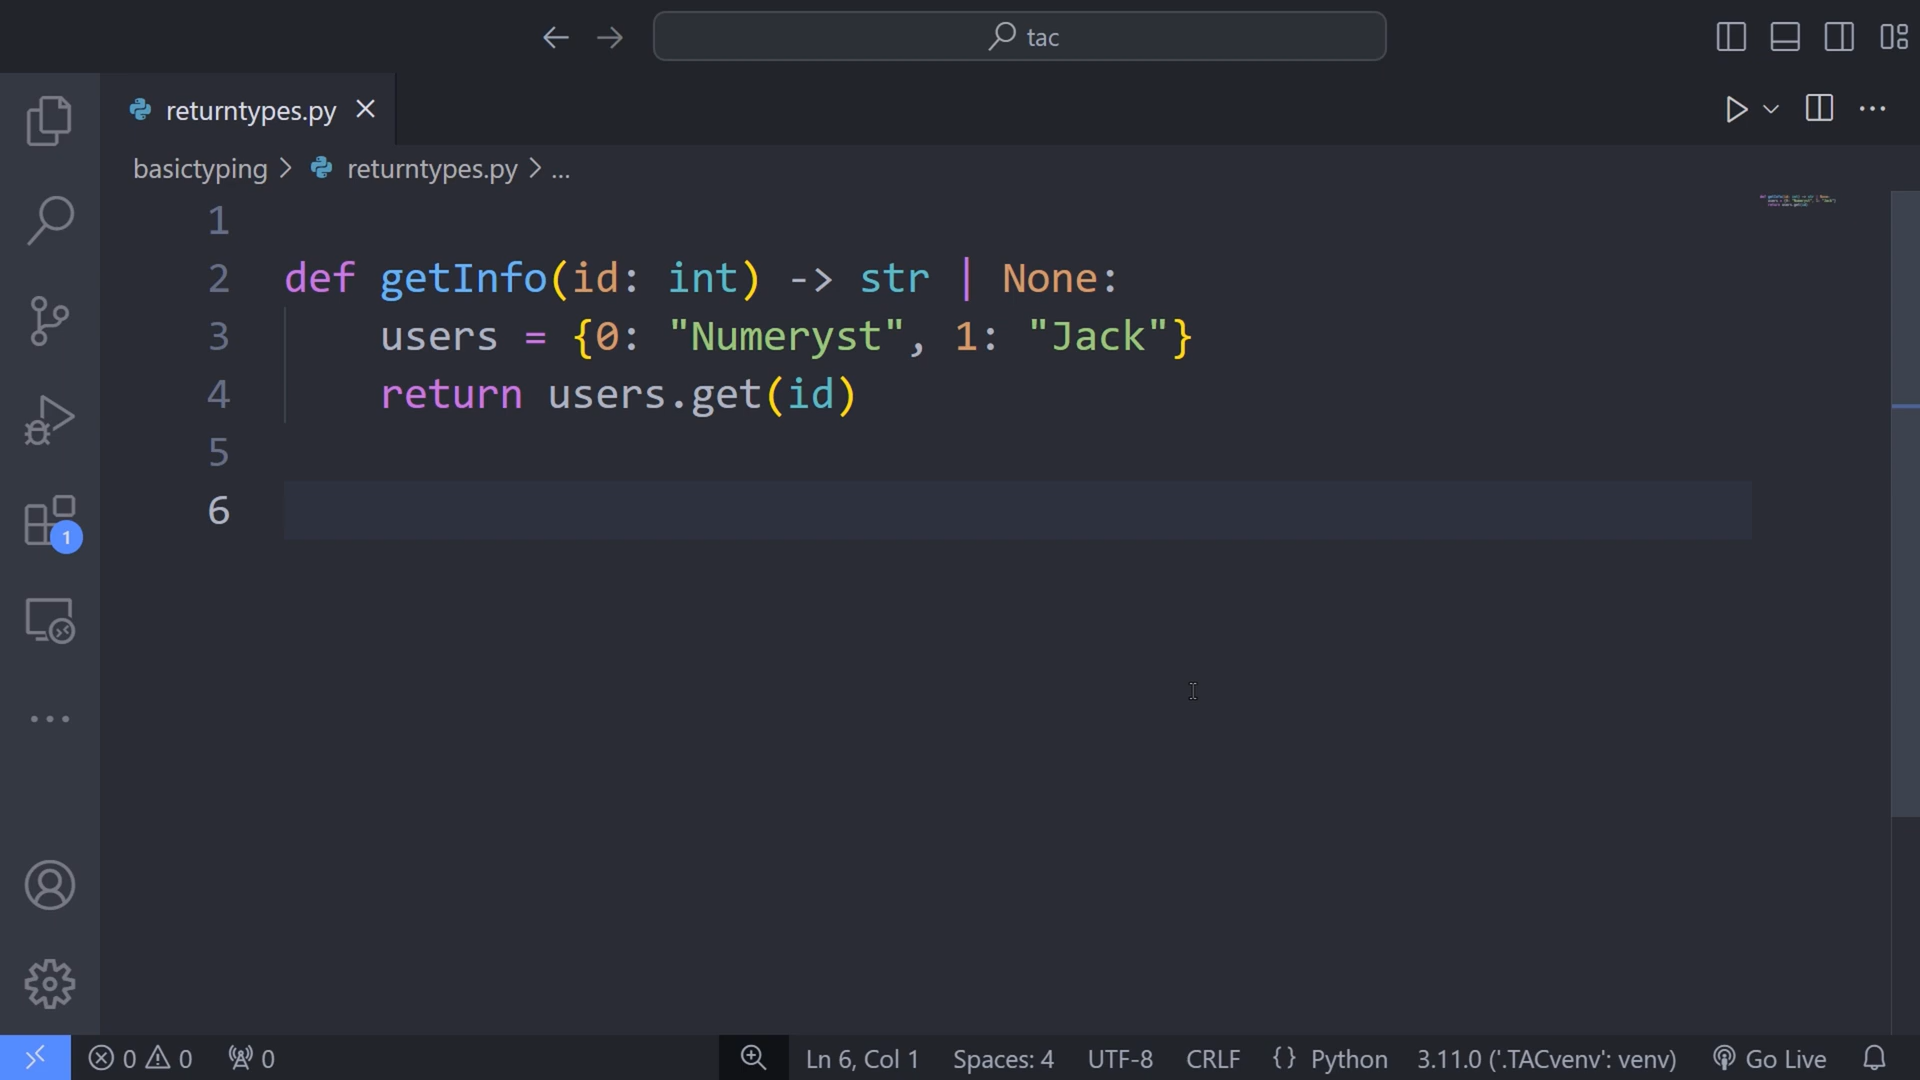 tac
returntypes.py
basictyping > returntypes.py > ...
1
2 def getInfo(id: int) -> str | None:
3 users = {0: "Numeryst", 1: "Jack"}
4 return users.get(id)
5
6
1
0 0 0 Ln 6, Col 1 Spaces: 4 UTF-8 CRLF {} Python 3.11.0 ('.TACvenv': venv) Go Live